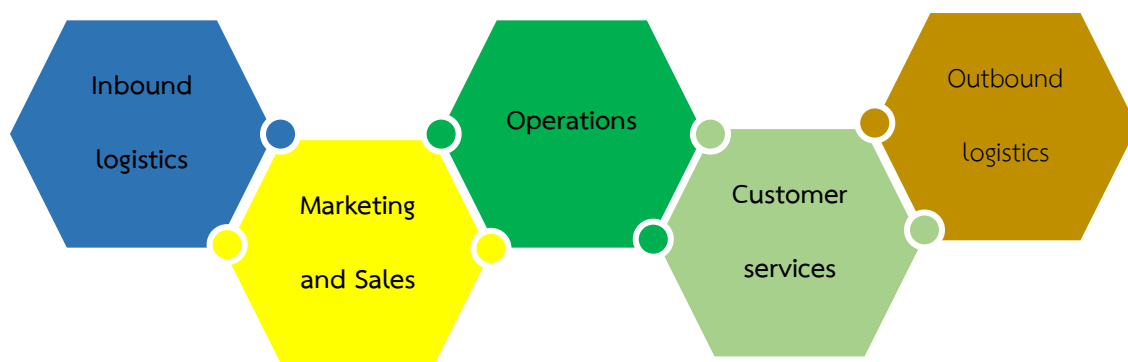 Inbound
logistics
Marketing
and Sales
Operations
Customer
services
Outbound
logistics